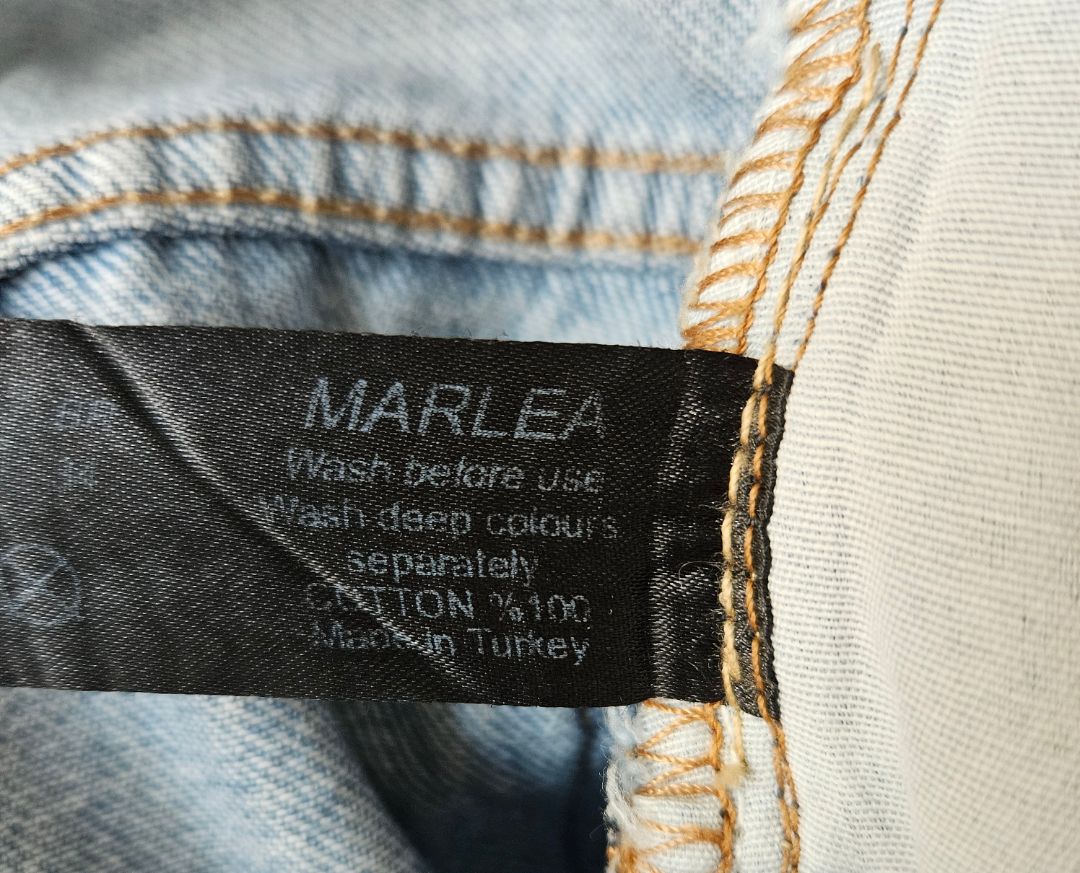 MARLEA
Wash before use
Wash deep colours
separately
COTTON %100
Made in Turkey